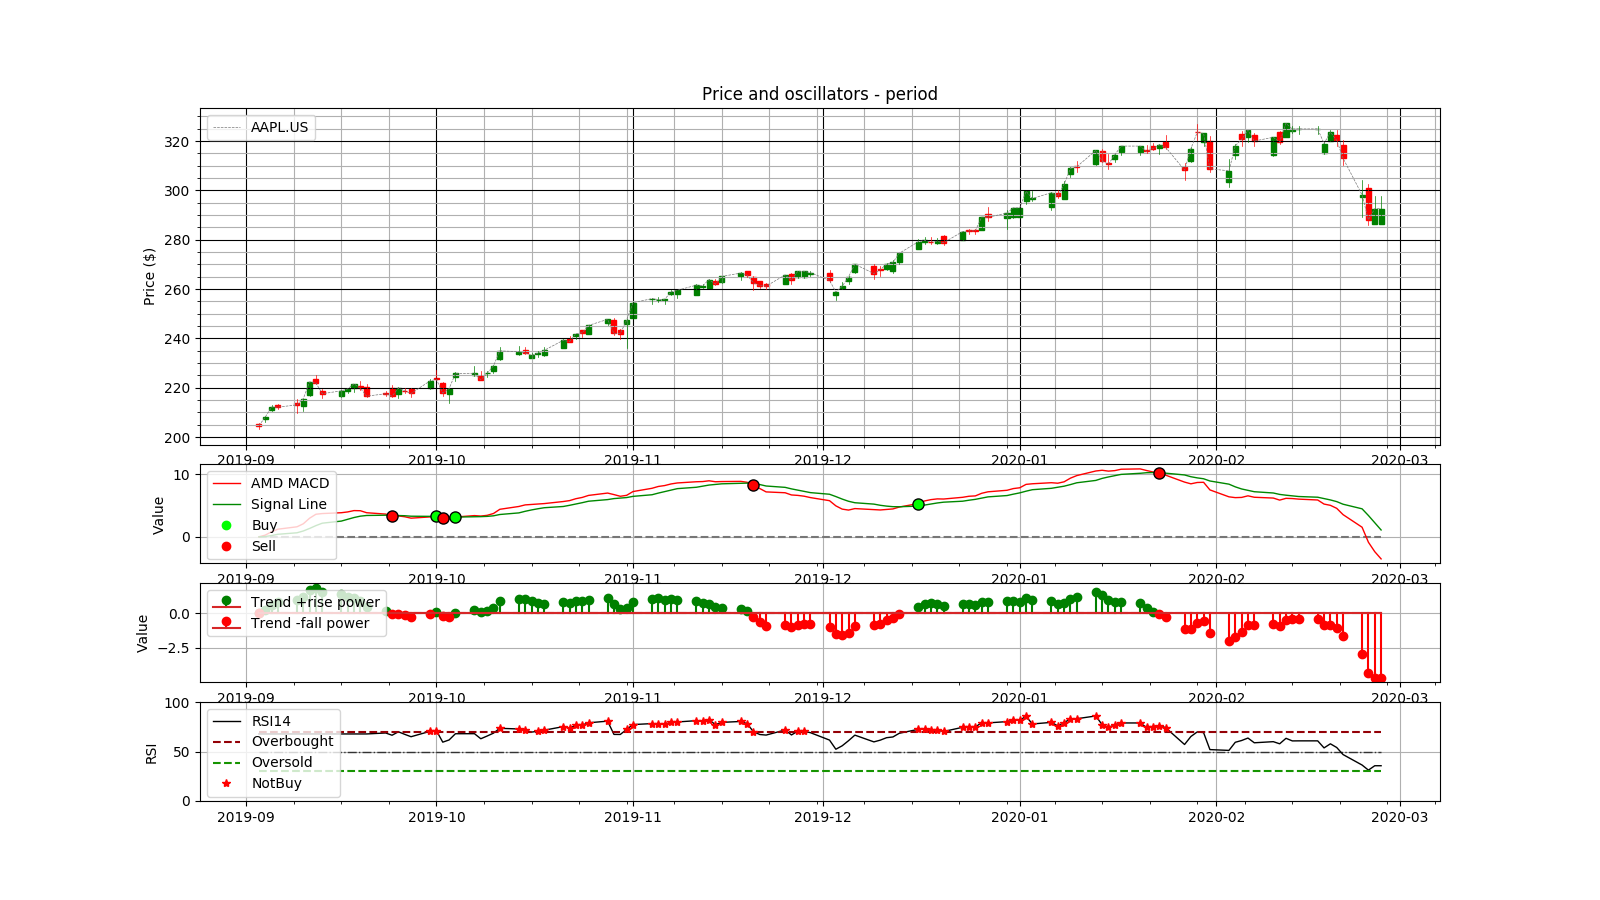 Price and oscillators - period
AAPL.US
Price ($)
320
300
280
260
240
220
200
2019-09 2019-10 2019-11 2019-12 2020-01 2020-02 2020-03
AMD MACD
Signal Line
Buy
Sell
Value
10
0
2019-09 2019-10 2019-11 2019-12 2020-01 2020-02 2020-03
Trend +rise power
Trend -fall power
Value
0.0
−2.5
2019-09 2019-10 2019-11 2019-12 2020-01 2020-02 2020-03
RSI14
Overbought
Oversold
NotBuy
RSI
100
50
0
2019-09 2019-10 2019-11 2019-12 2020-01 2020-02 2020-03